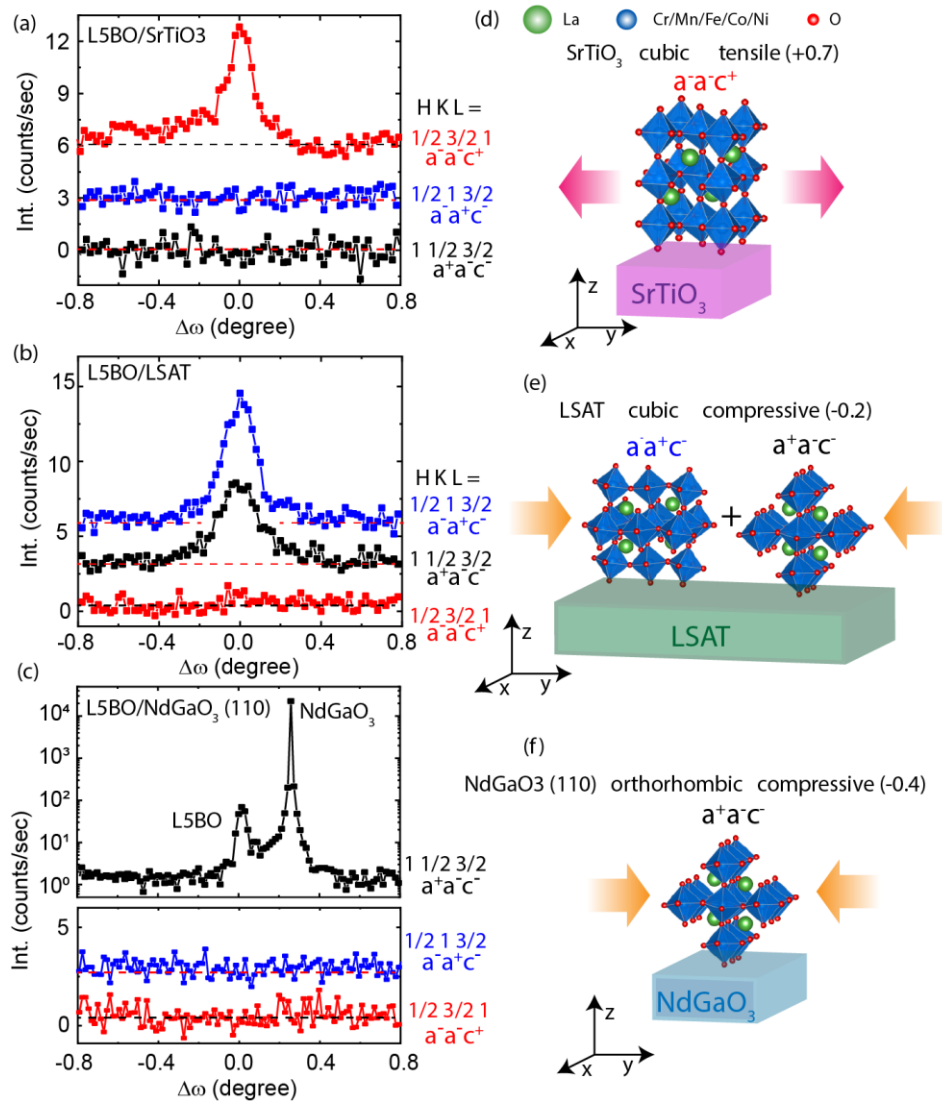 (a)
L5BO/SrTiO3
12
9
6
3
0
Int. (counts/sec)
-0.8 -0.4 0.0 0.4 0.8
Δω (degree)
H K L =
1/2 3/2 1
a⁻a⁻c⁺
1/2 1 3/2
a⁻a⁺c⁻
1 1/2 3/2
a⁺a⁻c⁻
(b)
L5BO/LSAT
15
10
5
0
Int. (counts/sec)
-0.8 -0.4 0.0 0.4 0.8
Δω (degree)
H K L =
1/2 1 3/2
a⁻a⁺c⁻
1 1/2 3/2
a⁺a⁻c⁻
1/2 3/2 1
a⁻a⁻c⁺
(c)
L5BO/NdGaO₃ (110)
NdGaO₃
L5BO
10⁴
10³
10²
10¹
10⁰
1 1/2 3/2
a⁺a⁻c⁻
5
0
Int. (counts/sec)
1/2 1 3/2
a⁻a⁺c⁻
1/2 3/2 1
a⁻a⁻c⁺
-0.8 -0.4 0.0 0.4 0.8
Δω (degree)
(d)
La Cr/Mn/Fe/Co/Ni O
SrTiO₃ cubic tensile (+0.7)
a⁻a⁻c⁺
SrTiO₃
z
x y
(e)
LSAT cubic compressive (-0.2)
a⁻a⁺c⁻ a⁺a⁻c⁻
+
LSAT
z
x y
(f)
NdGaO3 (110) orthorhombic compressive (-0.4)
a⁺a⁻c⁻
NdGaO₃
z
x y